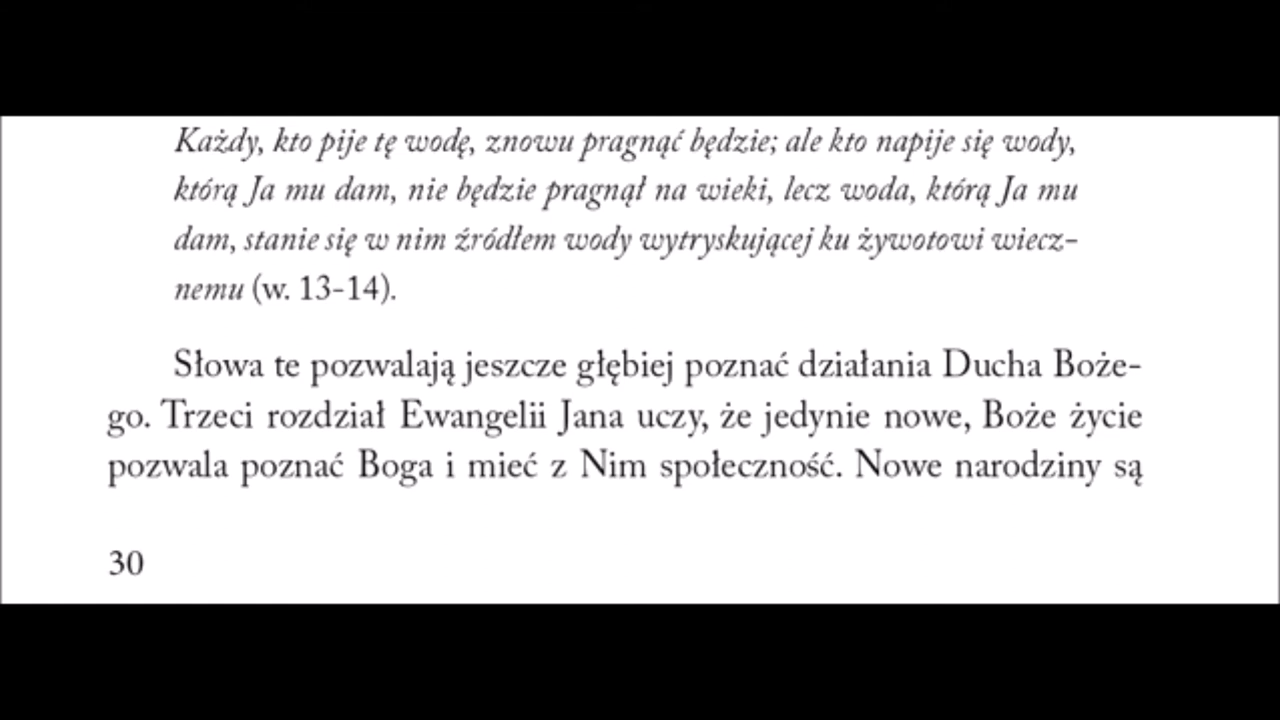 Każdy, kto pije tę wodę, znowu pragnąć będzie; ale kto napije się wody,
którą Ja mu dam, nie będzie pragnął na wieki, lecz woda, którą Ja mu
dam, stanie się w nim źródłem wody wytryskującej ku żywotowi wiecz-
nemu (w. 13-14).
Słowa te pozwalają jeszcze głębiej poznać działania Ducha Boże-
go. Trzeci rozdział Ewangelii Jana uczy, że jedynie nowe, Boże życie
pozwala poznać Boga i mieć z Nim społeczność. Nowe narodziny są
30